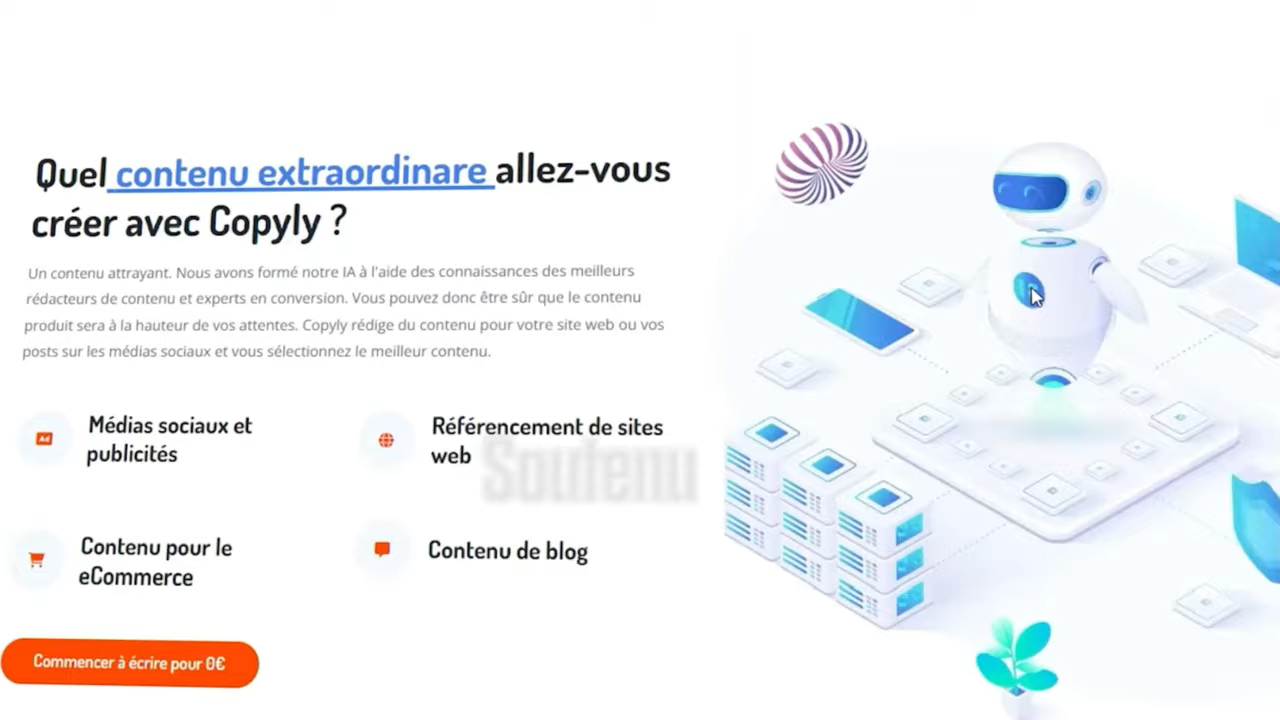 Quel contenu extraordinare allez-vous
créer avec Copyly ?
Un contenu attrayant. Nous avons formé notre IA à l'aide des connaissances des meilleurs
rédacteurs de contenu et experts en conversion. Vous pouvez donc être sûr que le contenu
produit sera à la hauteur de vos attentes. Copyly rédige du contenu pour votre site web ou vos
posts sur les médias sociaux et vous sélectionnez le meilleur contenu.
Médias sociaux et
publicités
Référencement de sites
web
Soutenu
Contenu pour le
eCommerce
Contenu de blog
Commencer à écrire pour 0€